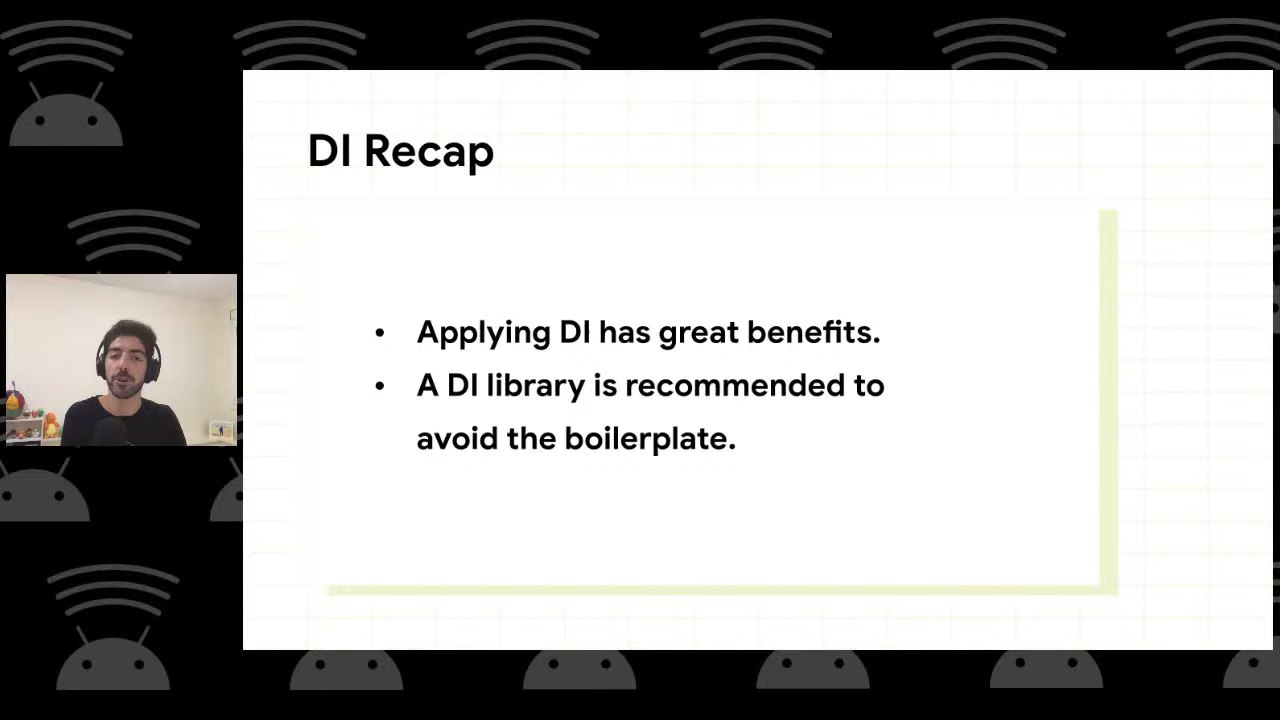 DI Recap
• Applying DI has great benefits.
• A DI library is recommended to
avoid the boilerplate.